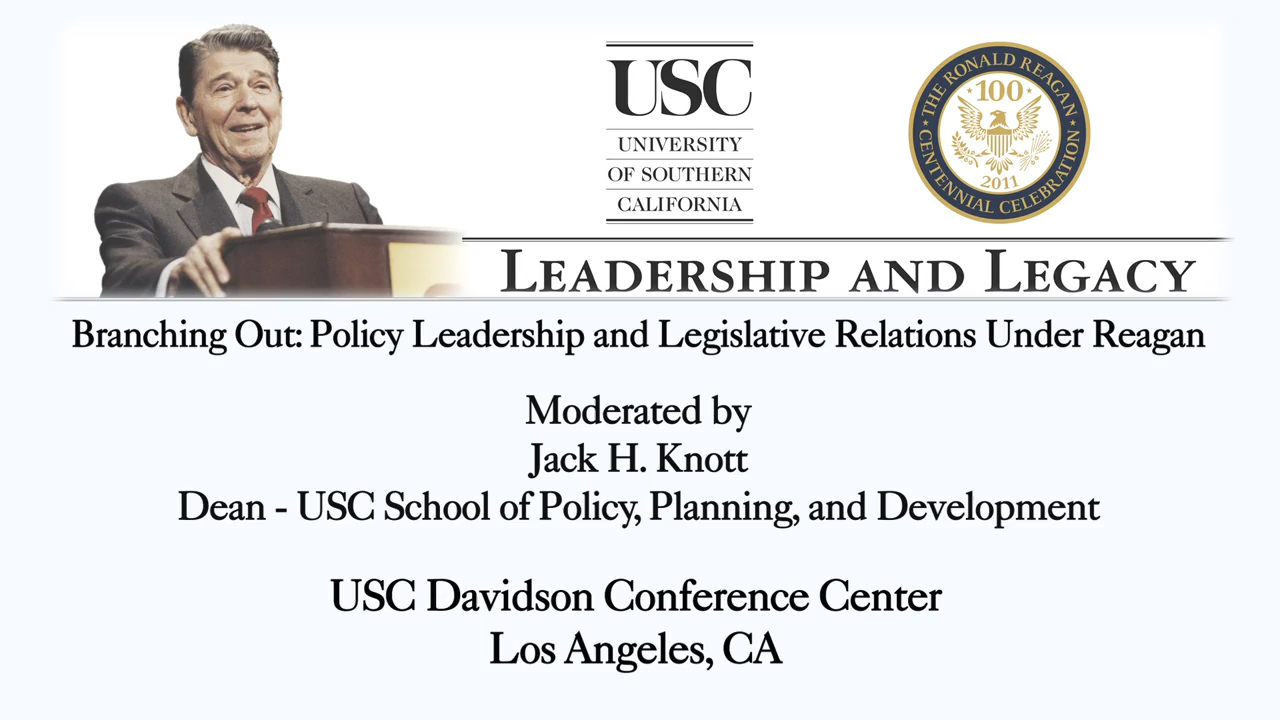 USC
UNIVERSITY
OF SOUTHERN
CALIFORNIA
THE RONALD REAGAN
100
2011
CENTENNIAL CELEBRATION
LEADERSHIP AND LEGACY
Branching Out: Policy Leadership and Legislative Relations Under Reagan
Moderated by
Jack H. Knott
Dean - USC School of Policy, Planning, and Development
USC Davidson Conference Center
Los Angeles, CA